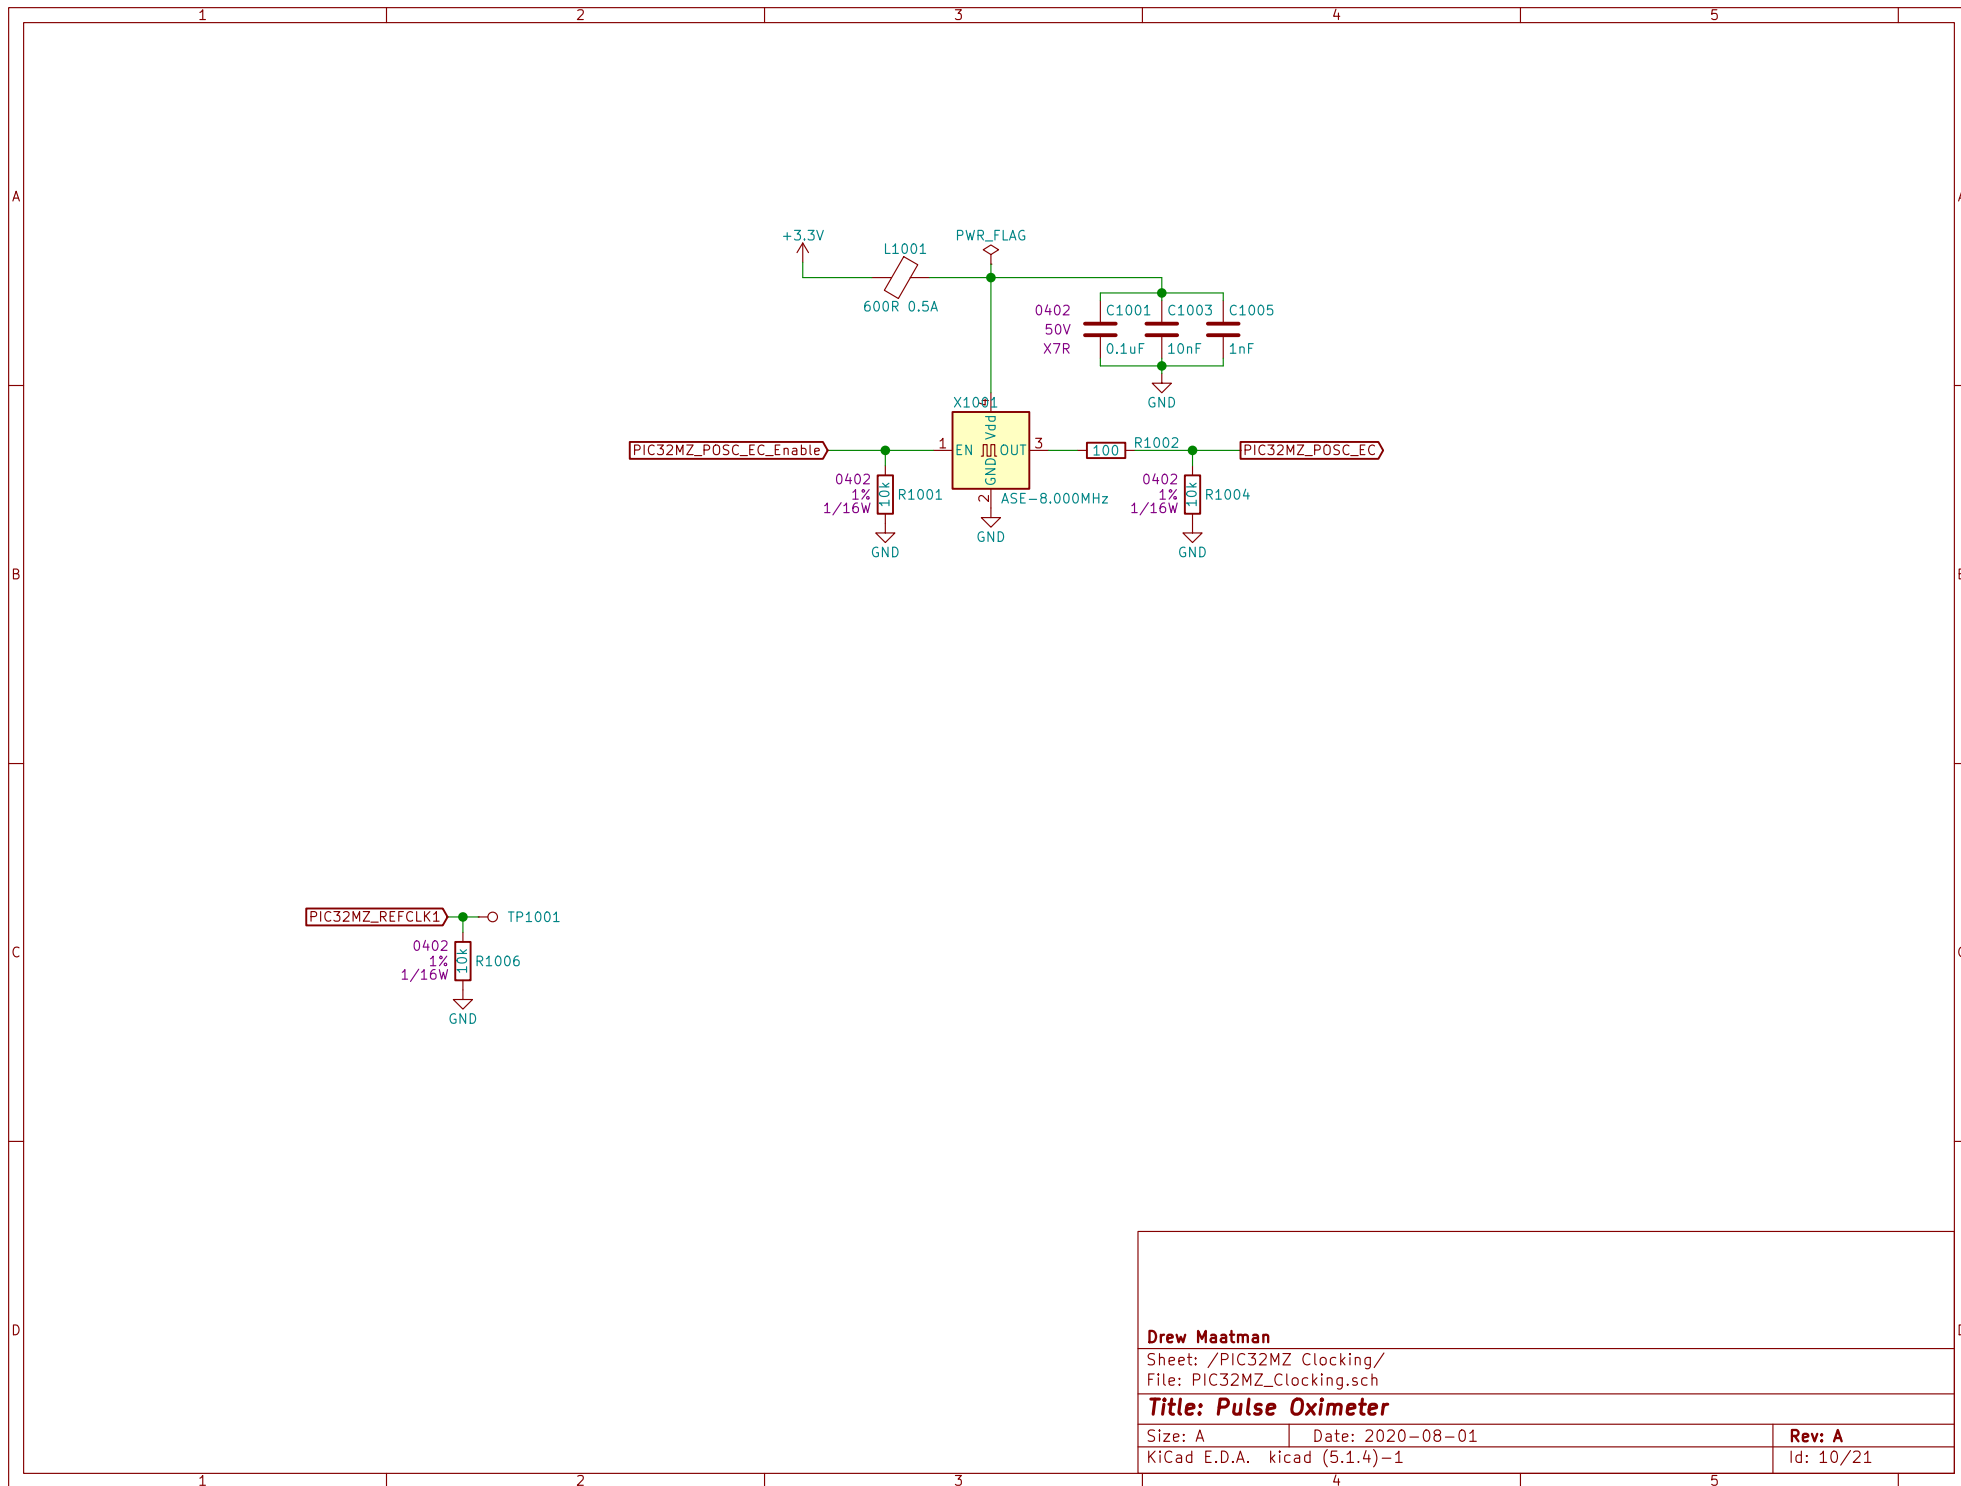 1 2 3 4 5
A
+3.3V
PWR_FLAG
L1001
600R 0.5A
0402
50V
X7R
C1001
C1003
C1005
0.1uF
10nF
1nF
GND
X1001
4
Vdd
PIC32MZ_POSC_EC_Enable
1
EN
OUT
3
GND
2
ASE-8.000MHz
100
R1002
PIC32MZ_POSC_EC
0402
1%
1/16W
10k
R1001
GND
GND
0402
1%
1/16W
10k
R1004
GND
B
PIC32MZ_REFCLK1
TP1001
0402
1%
1/16W
10k
R1006
GND
C
D
Drew Maatman
Sheet: /PIC32MZ Clocking/
File: PIC32MZ_Clocking.sch
Title: Pulse Oximeter
Size: A
Date: 2020-08-01
Rev: A
KiCad E.D.A. kicad (5.1.4)-1
Id: 10/21
1 2 3 4 5